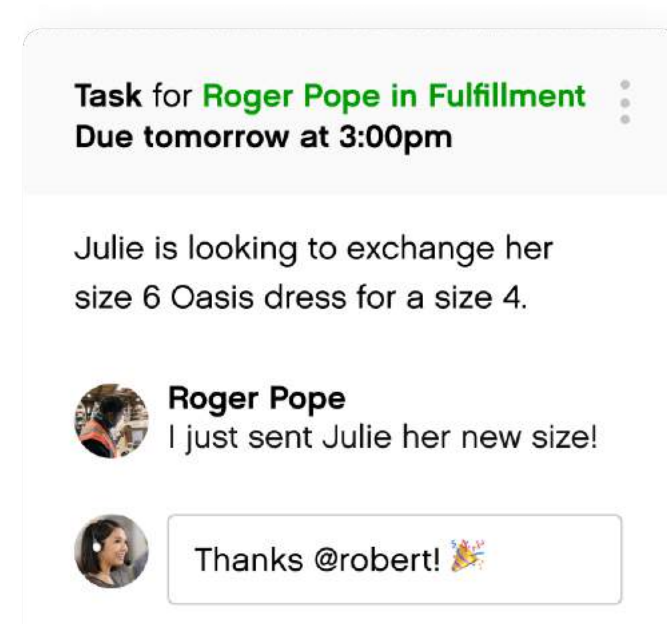 Task for Roger Pope in Fulfillment
Due tomorrow at 3:00pm
Julie is looking to exchange her
size 6 Oasis dress for a size 4.
Roger Pope
I just sent Julie her new size!
Thanks @robert! 🎉